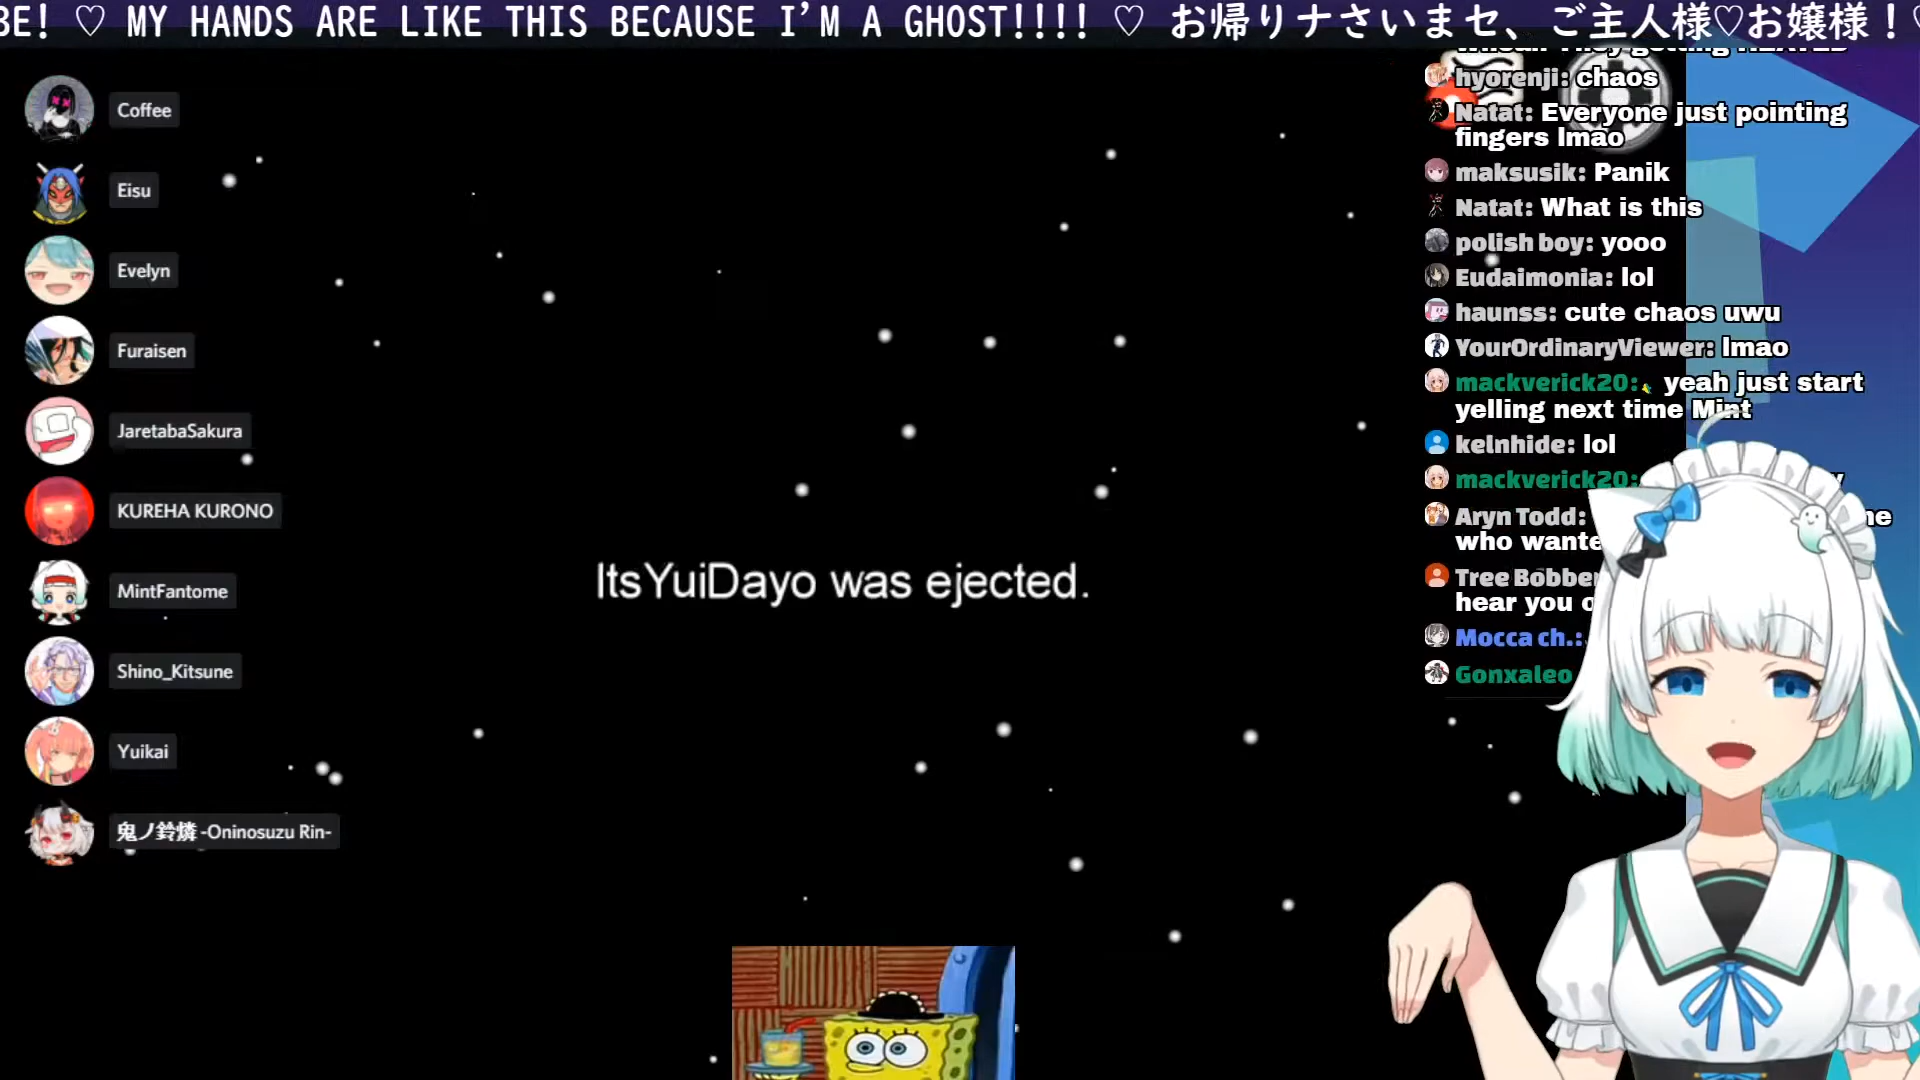 BE! ♡ MY HANDS ARE LIKE THIS BECAUSE I'M A GHOST!!!! ♡ お帰りナさいまセ、ご主人様♡お嬢様！
Coffee
Eisu
Evelyn
Furaisen
JaretabaSakura
KUREHA KURONO
MintFantome
Shino_Kitsune
Yuikai
鬼ノ鈴燐 -Oninosuzu Rin-
ItsYuiDayo was ejected.
hyorenji: chaos
Natat: Everyone just pointing
fingers lmao
maksusik: Panik
Natat: What is this
polish boy: yooo
Eudaimonia: lol
haunss: cute chaos uwu
YourOrdinaryViewer: lmao
mackverick20: yeah just start
yelling next time Mint
kelnhide: lol
mackverick20:
Aryn Todd:
who wante
Tree Bobber
hear you
Mocca ch.:
Gonxaleo